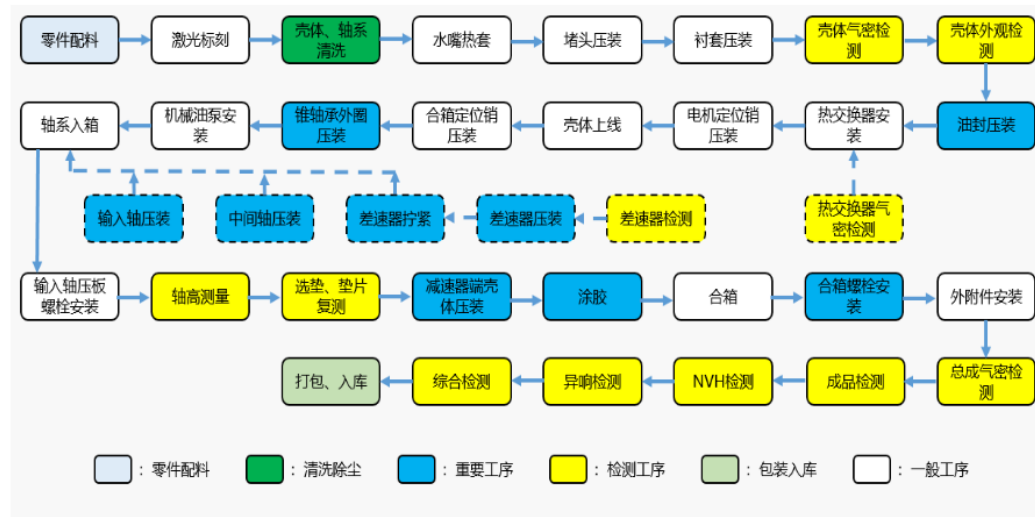 零件配料
激光标刻
壳体、轴系
清洗
水嘴热套
堵头压装
衬套压装
壳体气密检
测
壳体外观检
测
轴系入箱
机械油泵安
装
锥轴承外圈
压装
合箱定位销
压装
壳体上线
电机定位销
压装
热交换器安
装
油封压装
输入轴压装
中间轴压装
差速器拧紧
差速器压装
差速器检测
热交换器气
密检测
输入轴压板
螺栓安装
轴高测量
选垫、垫片
复测
减速器端壳
体压装
涂胶
合箱
合箱螺栓安
装
外附件安装
打包、入库
综合检测
异响检测
NVH检测
成品检测
总成气密检
测
：零件配料
：清洗除尘
：重要工序
：检测工序
：包装入库
：一般工序